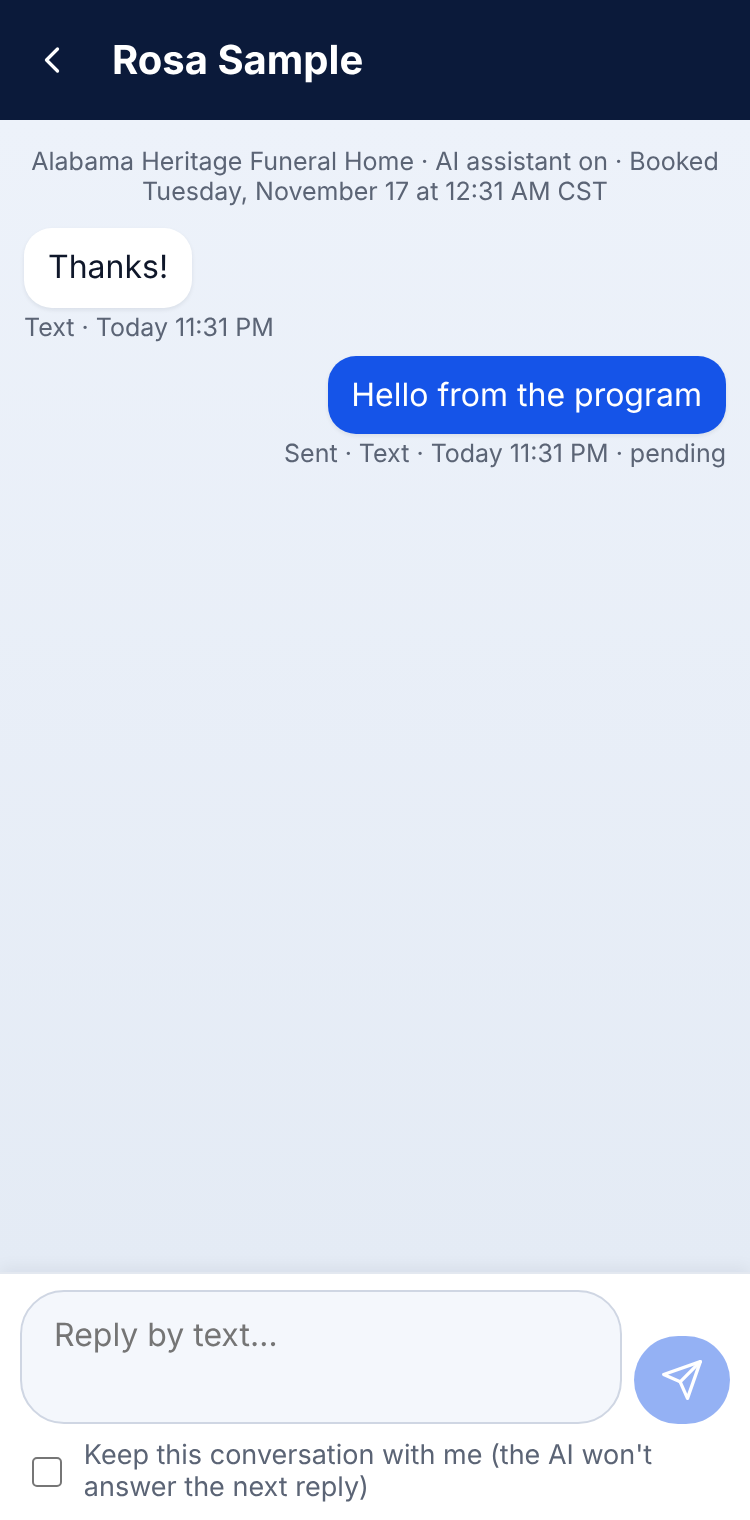 Rosa Sample
Alabama Heritage Funeral Home · AI assistant on · Booked
Tuesday, November 17 at 12:31 AM CST
Thanks!
Text · Today 11:31 PM
Hello from the program
Sent · Text · Today 11:31 PM · pending
Reply by text...
Keep this conversation with me (the AI won't
answer the next reply)